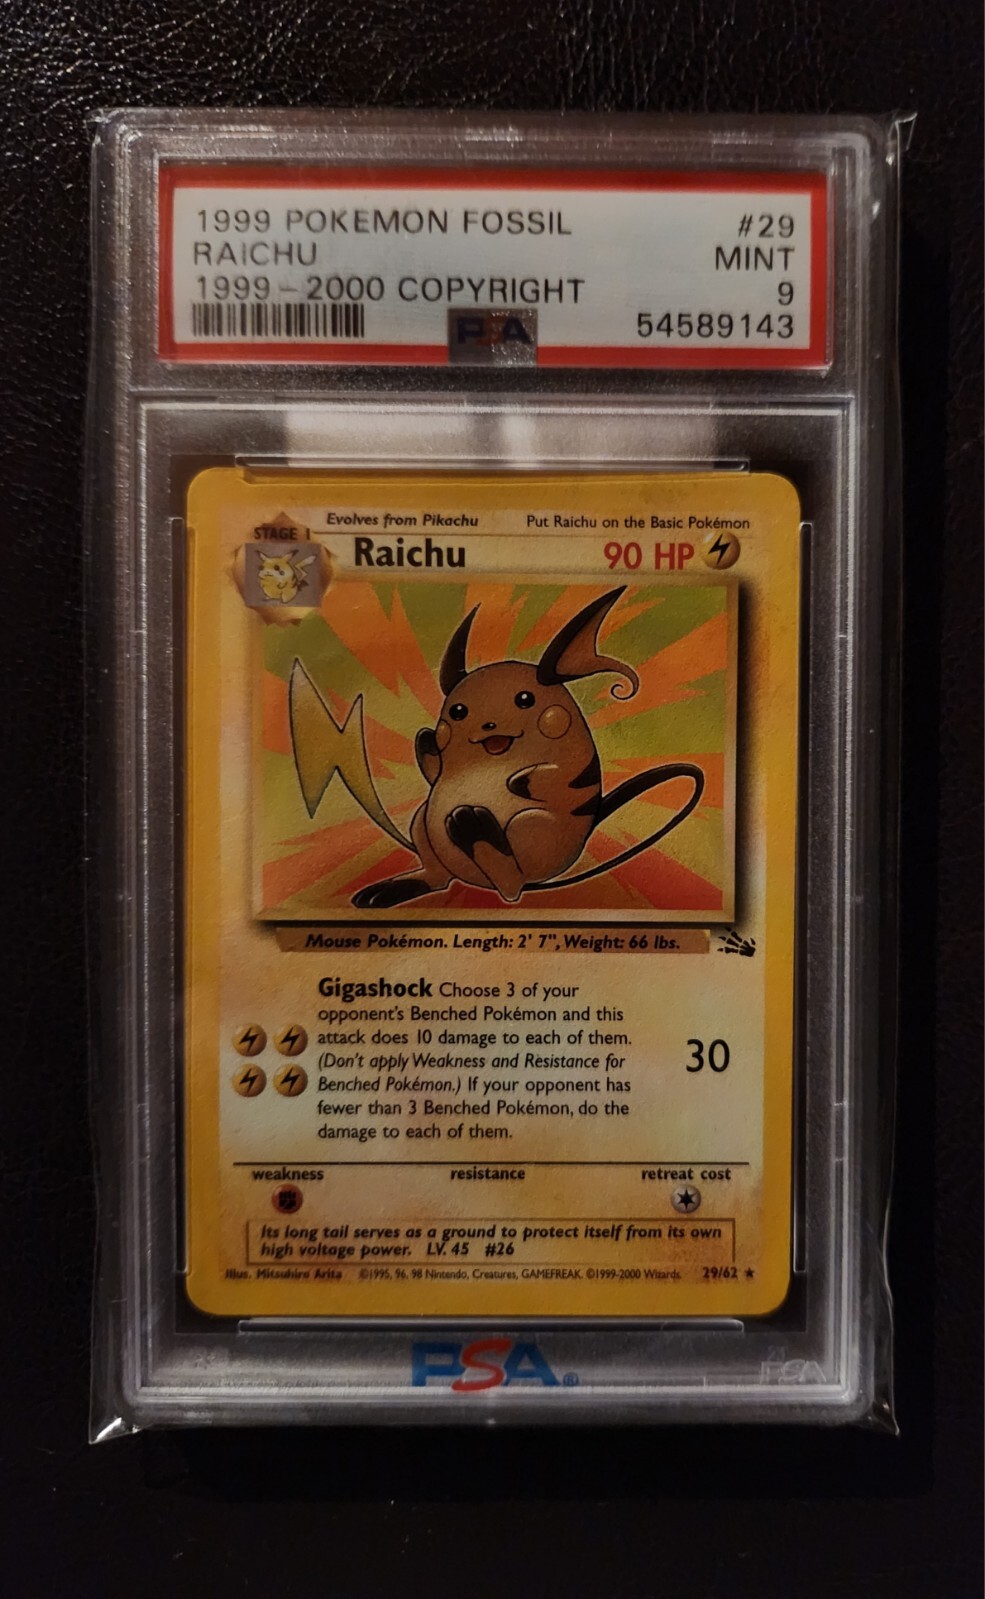 1999 POKEMON FOSSIL #29
RAICHU MINT
1999 - 2000 COPYRIGHT 9
54589143
PSA
STAGE 1 Evolves from Pikachu Put Raichu on the Basic Pokémon
Raichu 90 HP
Mouse Pokémon. Length: 2' 7", Weight: 66 lbs.
Gigashock Choose 3 of your
opponent's Benched Pokémon and this
attack does 10 damage to each of them.
(Don't apply Weakness and Resistance for
Benched Pokémon.) If your opponent has
fewer than 3 Benched Pokémon, do the
damage to each of them.
30
weakness resistance retreat cost
Its long tail serves as a ground to protect itself from its own
high voltage power. LV. 45 #26
Illus. Mitsuhiro Arita ©1995, 96, 98 Nintendo, Creatures, GAMEFREAK. ©1999-2000 Wizards. 29/62 ★
PSA®
PSA